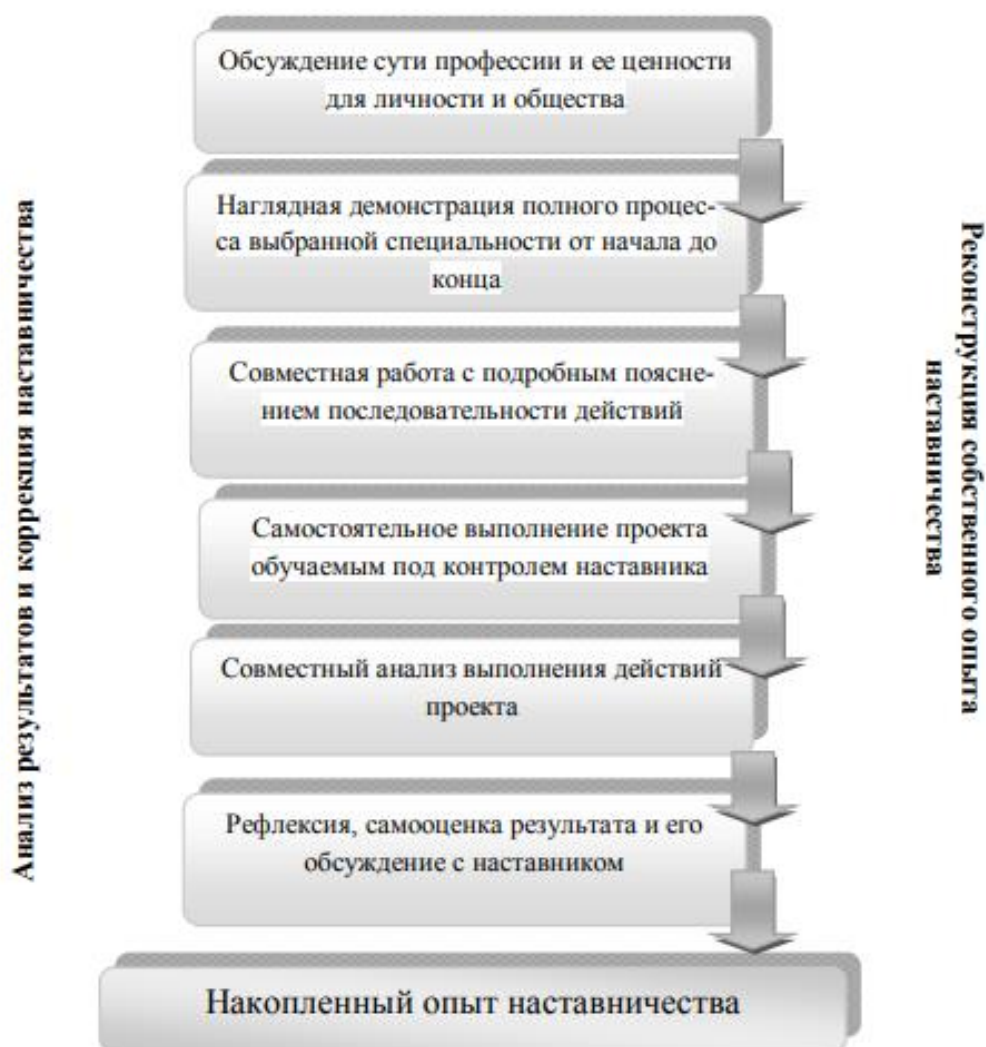 Обсуждение сути профессии и ее ценности
для личности и общества
Наглядная демонстрация полного процес-
са выбранной специальности от начала до
конца
Совместная работа с подробным поясне-
нием последовательности действий
Самостоятельное выполнение проекта
обучаемым под контролем наставника
Совместный анализ выполнения действий
проекта
Рефлексия, самооценка результата и его
обсуждение с наставником
Накопленный опыт наставничества
Анализ результатов и коррекция наставничества
Реконструкция собственного опыта
наставничества